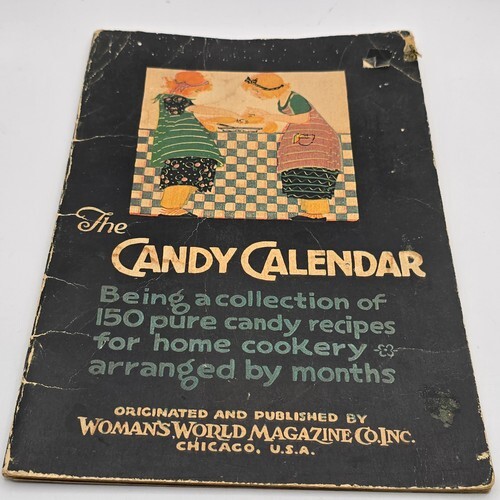 The
CANDY CALENDAR
Being a collection of
150 pure candy recipes
for home cookery
arranged by months
ORIGINATED AND PUBLISHED BY
WOMAN'S WORLD MAGAZINE CO. INC.
CHICAGO, U.S.A.